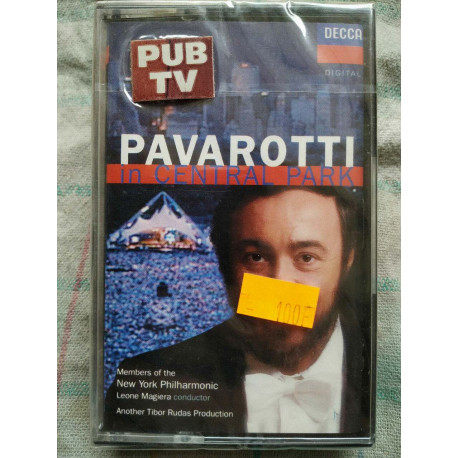 DECCA
DIGITAL
PUB
TV
PAVAROTTI
in CENTRAL PARK
100F
Members of the
New York Philharmonic
Leone Magiera conductor
Another Tibor Rudas Production